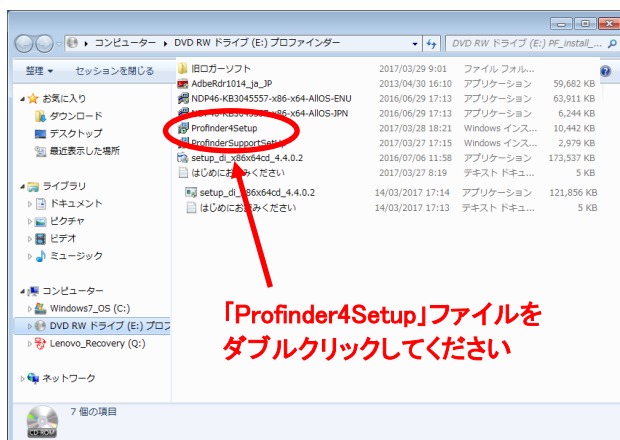 コンピューター ▸ DVD RW ドライブ (E:) プロファインダー
DVD RW ドライブ (E:) PF_install_...
整理 ▼ セッションを閉じる
お気に入り
ダウンロード
デスクトップ
最近表示した場所
ライブラリ
ドキュメント
ピクチャ
ビデオ
ミュージック
コンピューター
Windows7_OS (C:)
DVD RW ドライブ (E:) プロフ
Lenovo_Recovery (Q:)
ネットワーク
旧ロガーソフト 2017/03/29 9:01 ファイル フォル...
AdbeRdr1014_ja_JP 2013/04/30 16:10 アプリケーション 59,682 KB
NDP46-KB3045557-x86-x64-AllOS-ENU 2016/06/29 17:13 アプリケーション 63,911 KB
NDP46-KB3045557-x86-x64-AllOS-JPN 2016/06/29 17:13 アプリケーション 6,244 KB
Profinder4Setup 2017/03/28 18:21 Windows インス... 10,442 KB
ProfinderSupportSetup 2017/03/27 17:15 Windows インス... 2,979 KB
setup_di_x86x64cd_4.4.0.2 2016/07/06 11:58 アプリケーション 173,537 KB
はじめにお読みください 2017/03/27 8:19 テキスト ドキュ... 5 KB
setup_di_x86x64cd_4.4.0.2 14/03/2017 17:14 アプリケーション 121,856 KB
はじめにお読みください 14/03/2017 17:13 テキスト ドキュ... 5 KB
「Profinder4Setup」ファイルを
ダブルクリックしてください
7 個の項目
CD-ROM